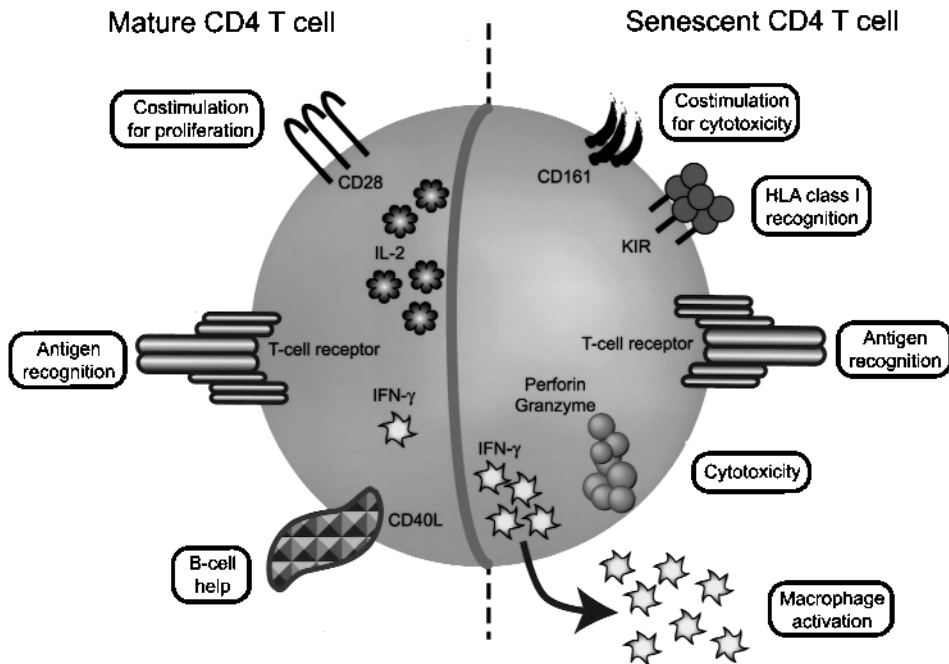 Mature CD4 T cell
Senescent CD4 T cell
Costimulation
for proliferation
CD28
IL-2
Antigen
recognition
T-cell receptor
IFN-γ
CD40L
B-cell
help
Costimulation
for cytotoxicity
CD161
HLA class I
recognition
KIR
T-cell receptor
Antigen
recognition
Perforin
Granzyme
IFN-γ
Cytotoxicity
Macrophage
activation